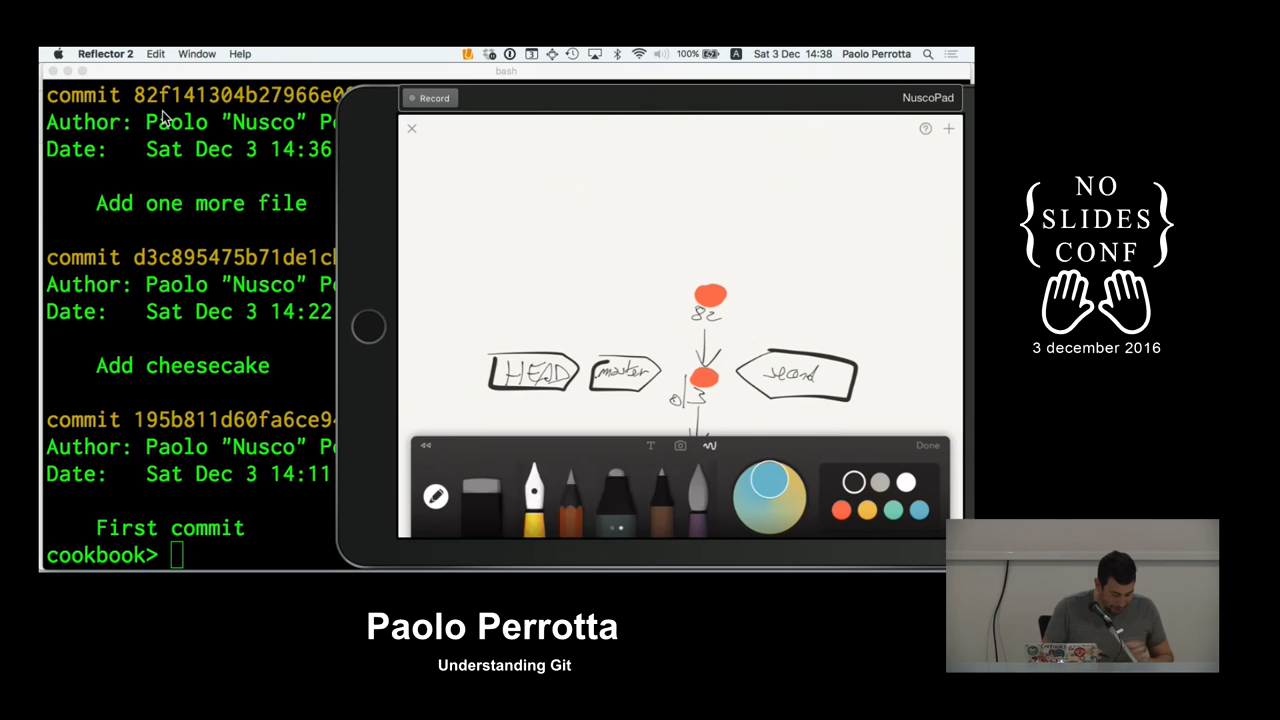 Reflector 2 Edit Window Help
100% A Sat 3 Dec 14:38 Paolo Perrotta
bash
commit 82f141304b27966e0
Author: Paolo "Nusco" P
Date: Sat Dec 3 14:36
Add one more file
commit d3c895475b71de1c
Author: Paolo "Nusco" P
Date: Sat Dec 3 14:22
Add cheesecake
commit 195b811d60fa6ce9
Author: Paolo "Nusco" P
Date: Sat Dec 3 14:11
First commit
cookbook>
Record
NuscoPad
82
HEAD
master
second
3
T
Done
NO
SLIDES
CONF
3 december 2016
Paolo Perrotta
Understanding Git